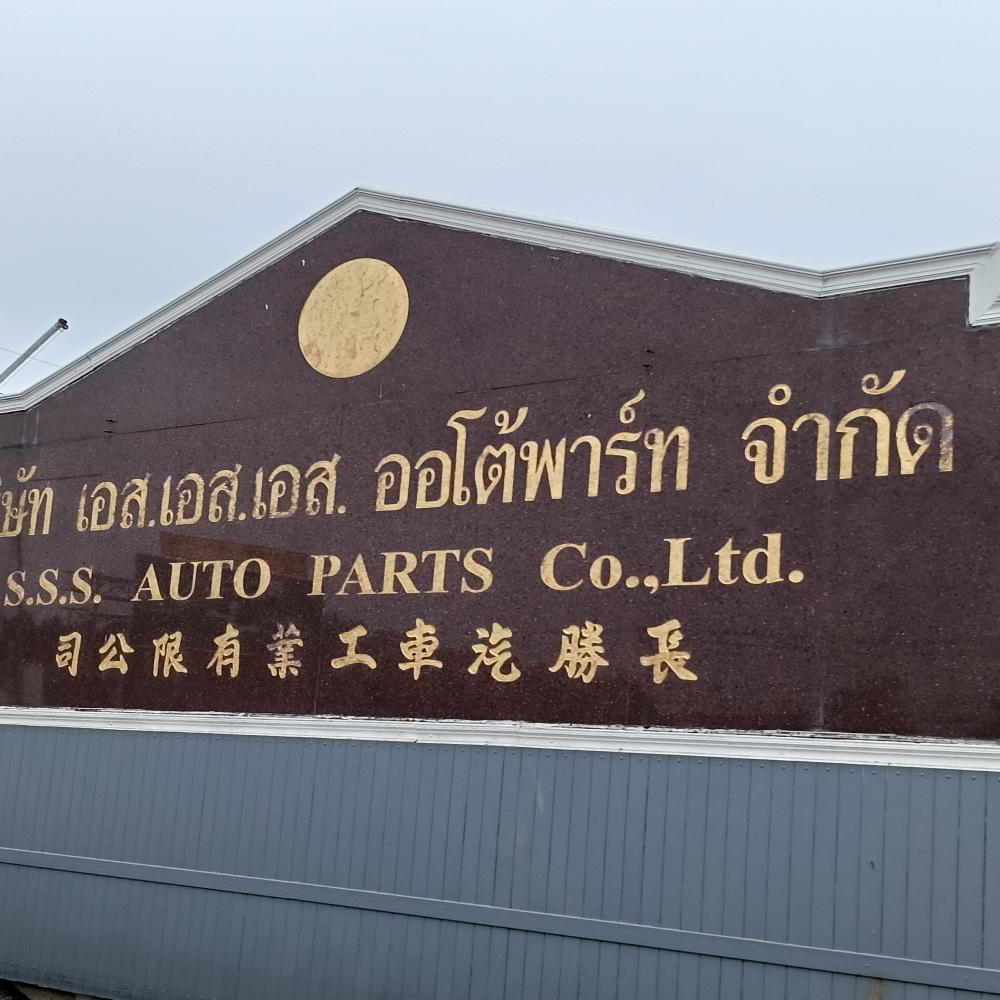 ษัท เอส.เอส.เอส. ออโต้พาร์ท จำกัด
S.S.S. AUTO PARTS Co.,Ltd.
長勝汽車工業有限公司